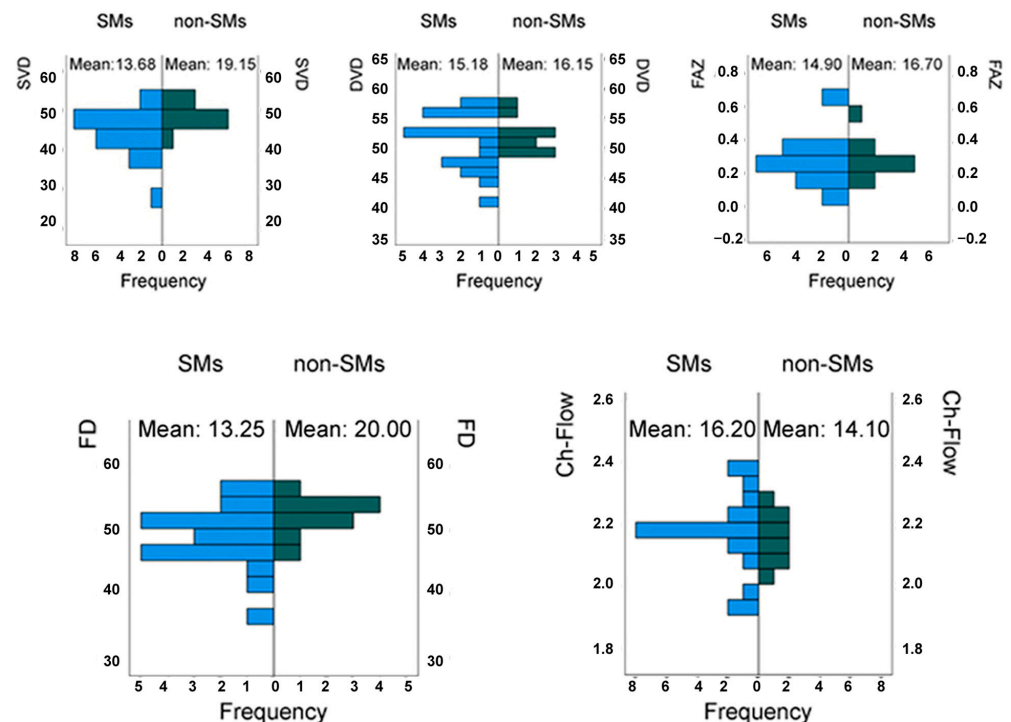 SMs non-SMs SMs non-SMs SMs non-SMs
SVD Mean:13.68 Mean: 19.15 SVD
60 60
50 50
40 40
30 30
20 20
8 6 4 2 0 2 4 6 8
Frequency
DVD Mean: 15.18 Mean: 16.15 DVD
65 65
60 60
55 55
50 50
45 45
40 40
35 35
5 4 3 2 1 0 1 2 3 4 5
Frequency
FAZ Mean: 14.90 Mean: 16.70 FAZ
0.8 0.8
0.6 0.6
0.4 0.4
0.2 0.2
0.0 0.0
−0.2 −0.2
6 4 2 0 2 4 6
Frequency
SMs non-SMs
FD Mean: 13.25 Mean: 20.00 FD
60 60
50 50
40 40
30 30
5 4 3 2 1 0 1 2 3 4 5
Frequency
SMs non-SMs
Ch-Flow Mean: 16.20 Mean: 14.10 Ch-Flow
2.6 2.6
2.4 2.4
2.2 2.2
2.0 2.0
1.8 1.8
8 6 4 2 0 2 4 6 8
Frequency